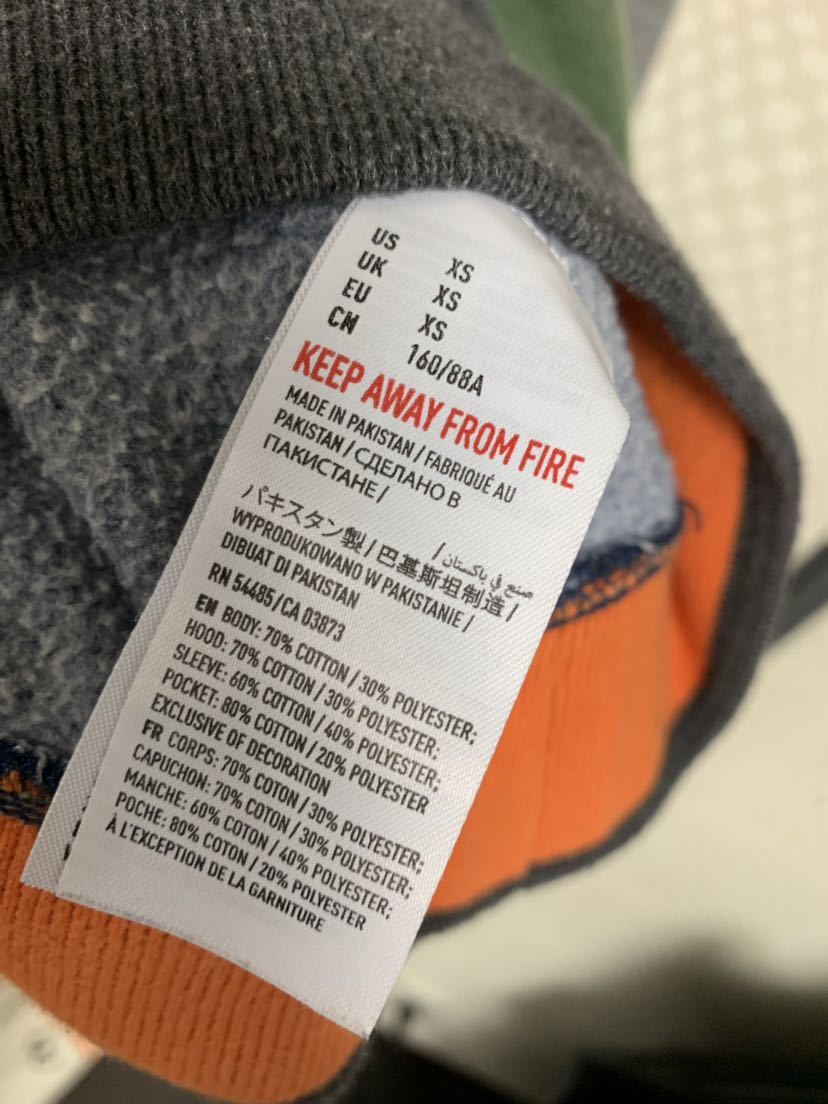 US XS
UK XS
EU XS
CN 160/88A
KEEP AWAY FROM FIRE
MADE IN PAKISTAN / FABRIQUÉ AU
PAKISTAN / СДЕЛАНО В
ПАКИСТАНЕ /
صنع في باكستان /
パキスタン製 / 巴基斯坦制造 /
WYPRODUKOWANO W PAKISTANIE /
DIBUAT DI PAKISTAN
RN 54485/CA 03873
EN BODY: 70% COTTON / 30% POLYESTER;
HOOD: 70% COTTON / 30% POLYESTER;
SLEEVE: 60% COTTON / 40% POLYESTER;
POCKET: 80% COTTON / 20% POLYESTER
EXCLUSIVE OF DECORATION
FR CORPS: 70% COTON / 30% POLYESTER;
CAPUCHON: 70% COTON / 30% POLYESTER;
MANCHE: 60% COTON / 40% POLYESTER;
POCHE: 80% COTON / 20% POLYESTER
À L'EXCEPTION DE LA GARNITURE